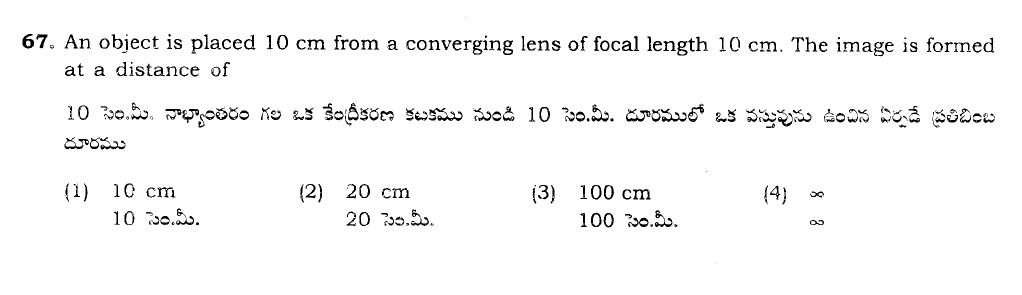 67. An object is placed 10 cm from a converging lens of focal length 10 cm. The image is formed
at a distance of
10 సెం.మీ. నాభ్యాంతరం గల ఒక కేంద్రీకరణ కటకము నుండి 10 సెం.మీ. దూరములో ఒక వస్తువును ఉంచిన ఏర్పడే ప్రతిబింబ
దూరము
(1) 10 cm (2) 20 cm (3) 100 cm (4) ∞
10 సెం.మీ. 20 సెం.మీ. 100 సెం.మీ. ∞